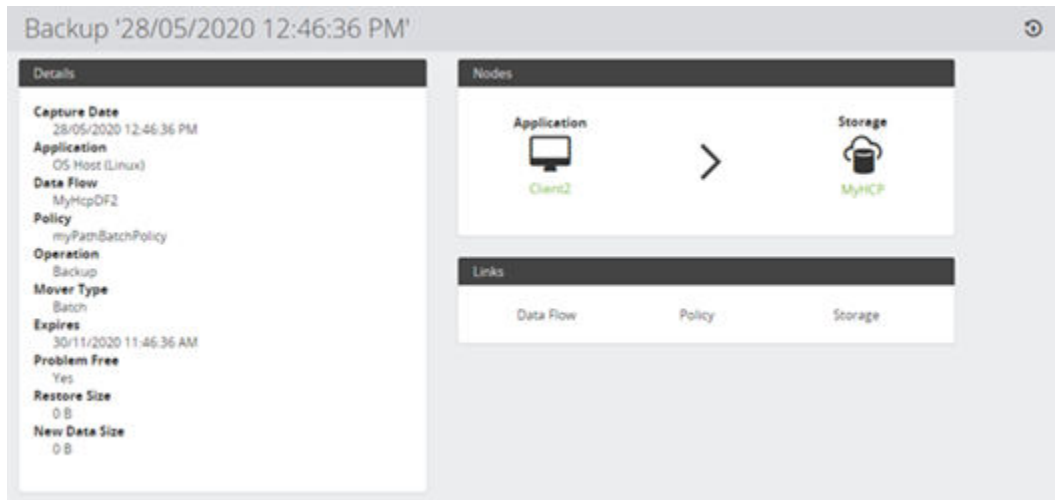 Backup '28/05/2020 12:46:36 PM'
Details
Capture Date
28/05/2020 12:46:36 PM
Application
OS Host (Linux)
Data Flow
MyHcpDF2
Policy
myPathBatchPolicy
Operation
Backup
Mover Type
Batch
Expires
30/11/2020 11:46:36 AM
Problem Free
Yes
Restore Size
0 B
New Data Size
0 B
Nodes
Application
Client2
Storage
MyHCP
Links
Data Flow Policy Storage